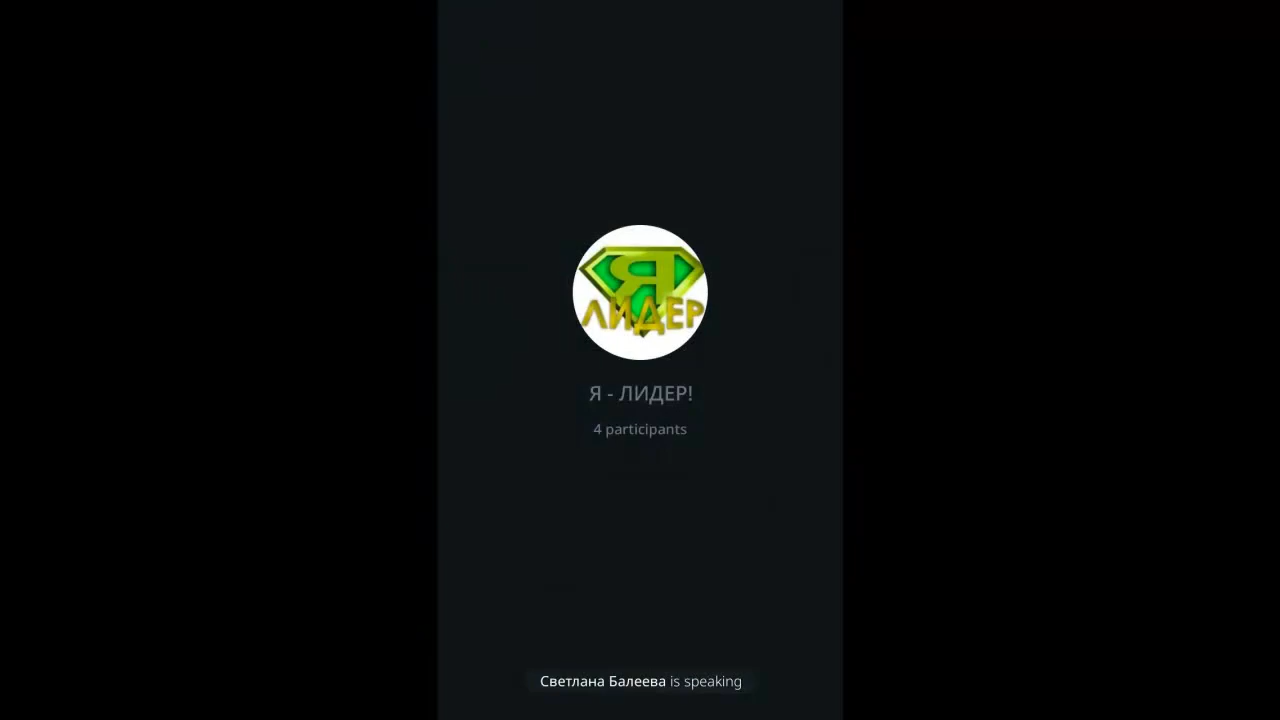 Я
ЛИДЕР
Я - ЛИДЕР!
4 participants
Светлана Балеева is speaking